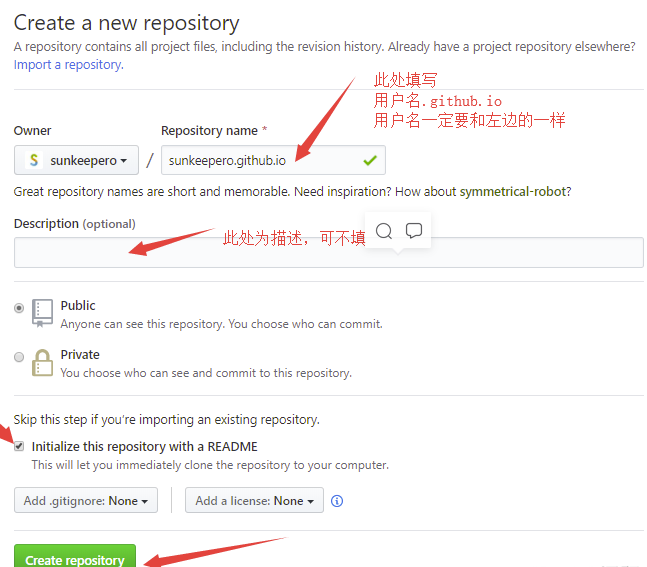 Create a new repository
A repository contains all project files, including the revision history. Already have a project repository elsewhere?
Import a repository.
此处填写
用户名.github.io
用户名一定要和左边的一样
Owner
Repository name *
sunkeepero
/
sunkeepero.github.io
Great repository names are short and memorable. Need inspiration? How about symmetrical-robot?
Description (optional)
此处为描述，可不填
Public
Anyone can see this repository. You choose who can commit.
Private
You choose who can see and commit to this repository.
Skip this step if you're importing an existing repository.
Initialize this repository with a README
This will let you immediately clone the repository to your computer.
Add .gitignore: None
Add a license: None
Create repository